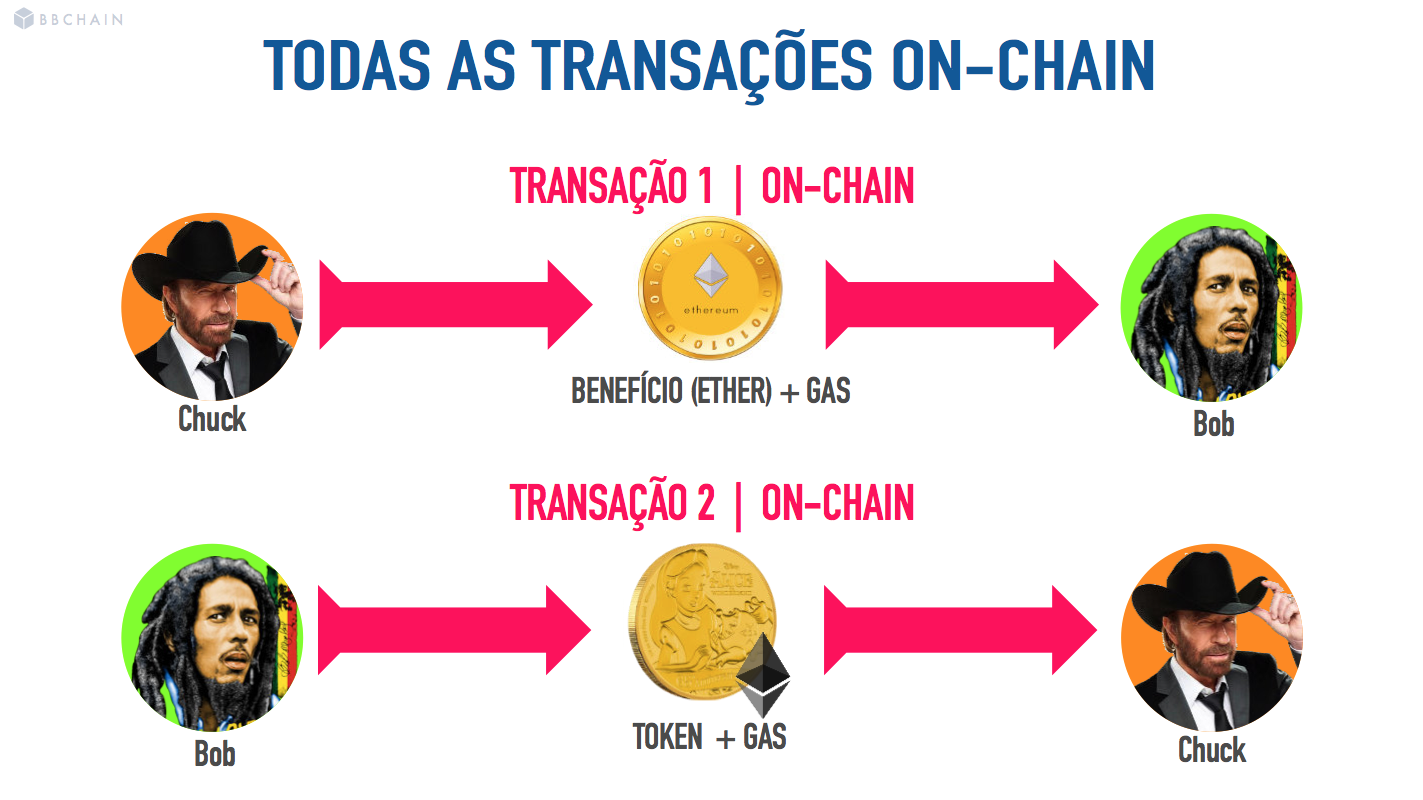 BBCHAIN
TODAS AS TRANSAÇÕES ON-CHAIN
TRANSAÇÃO 1 | ON-CHAIN
ethereum
BENEFÍCIO (ETHER) + GAS
Chuck
Bob
TRANSAÇÃO 2 | ON-CHAIN
TOKEN + GAS
Bob
Chuck